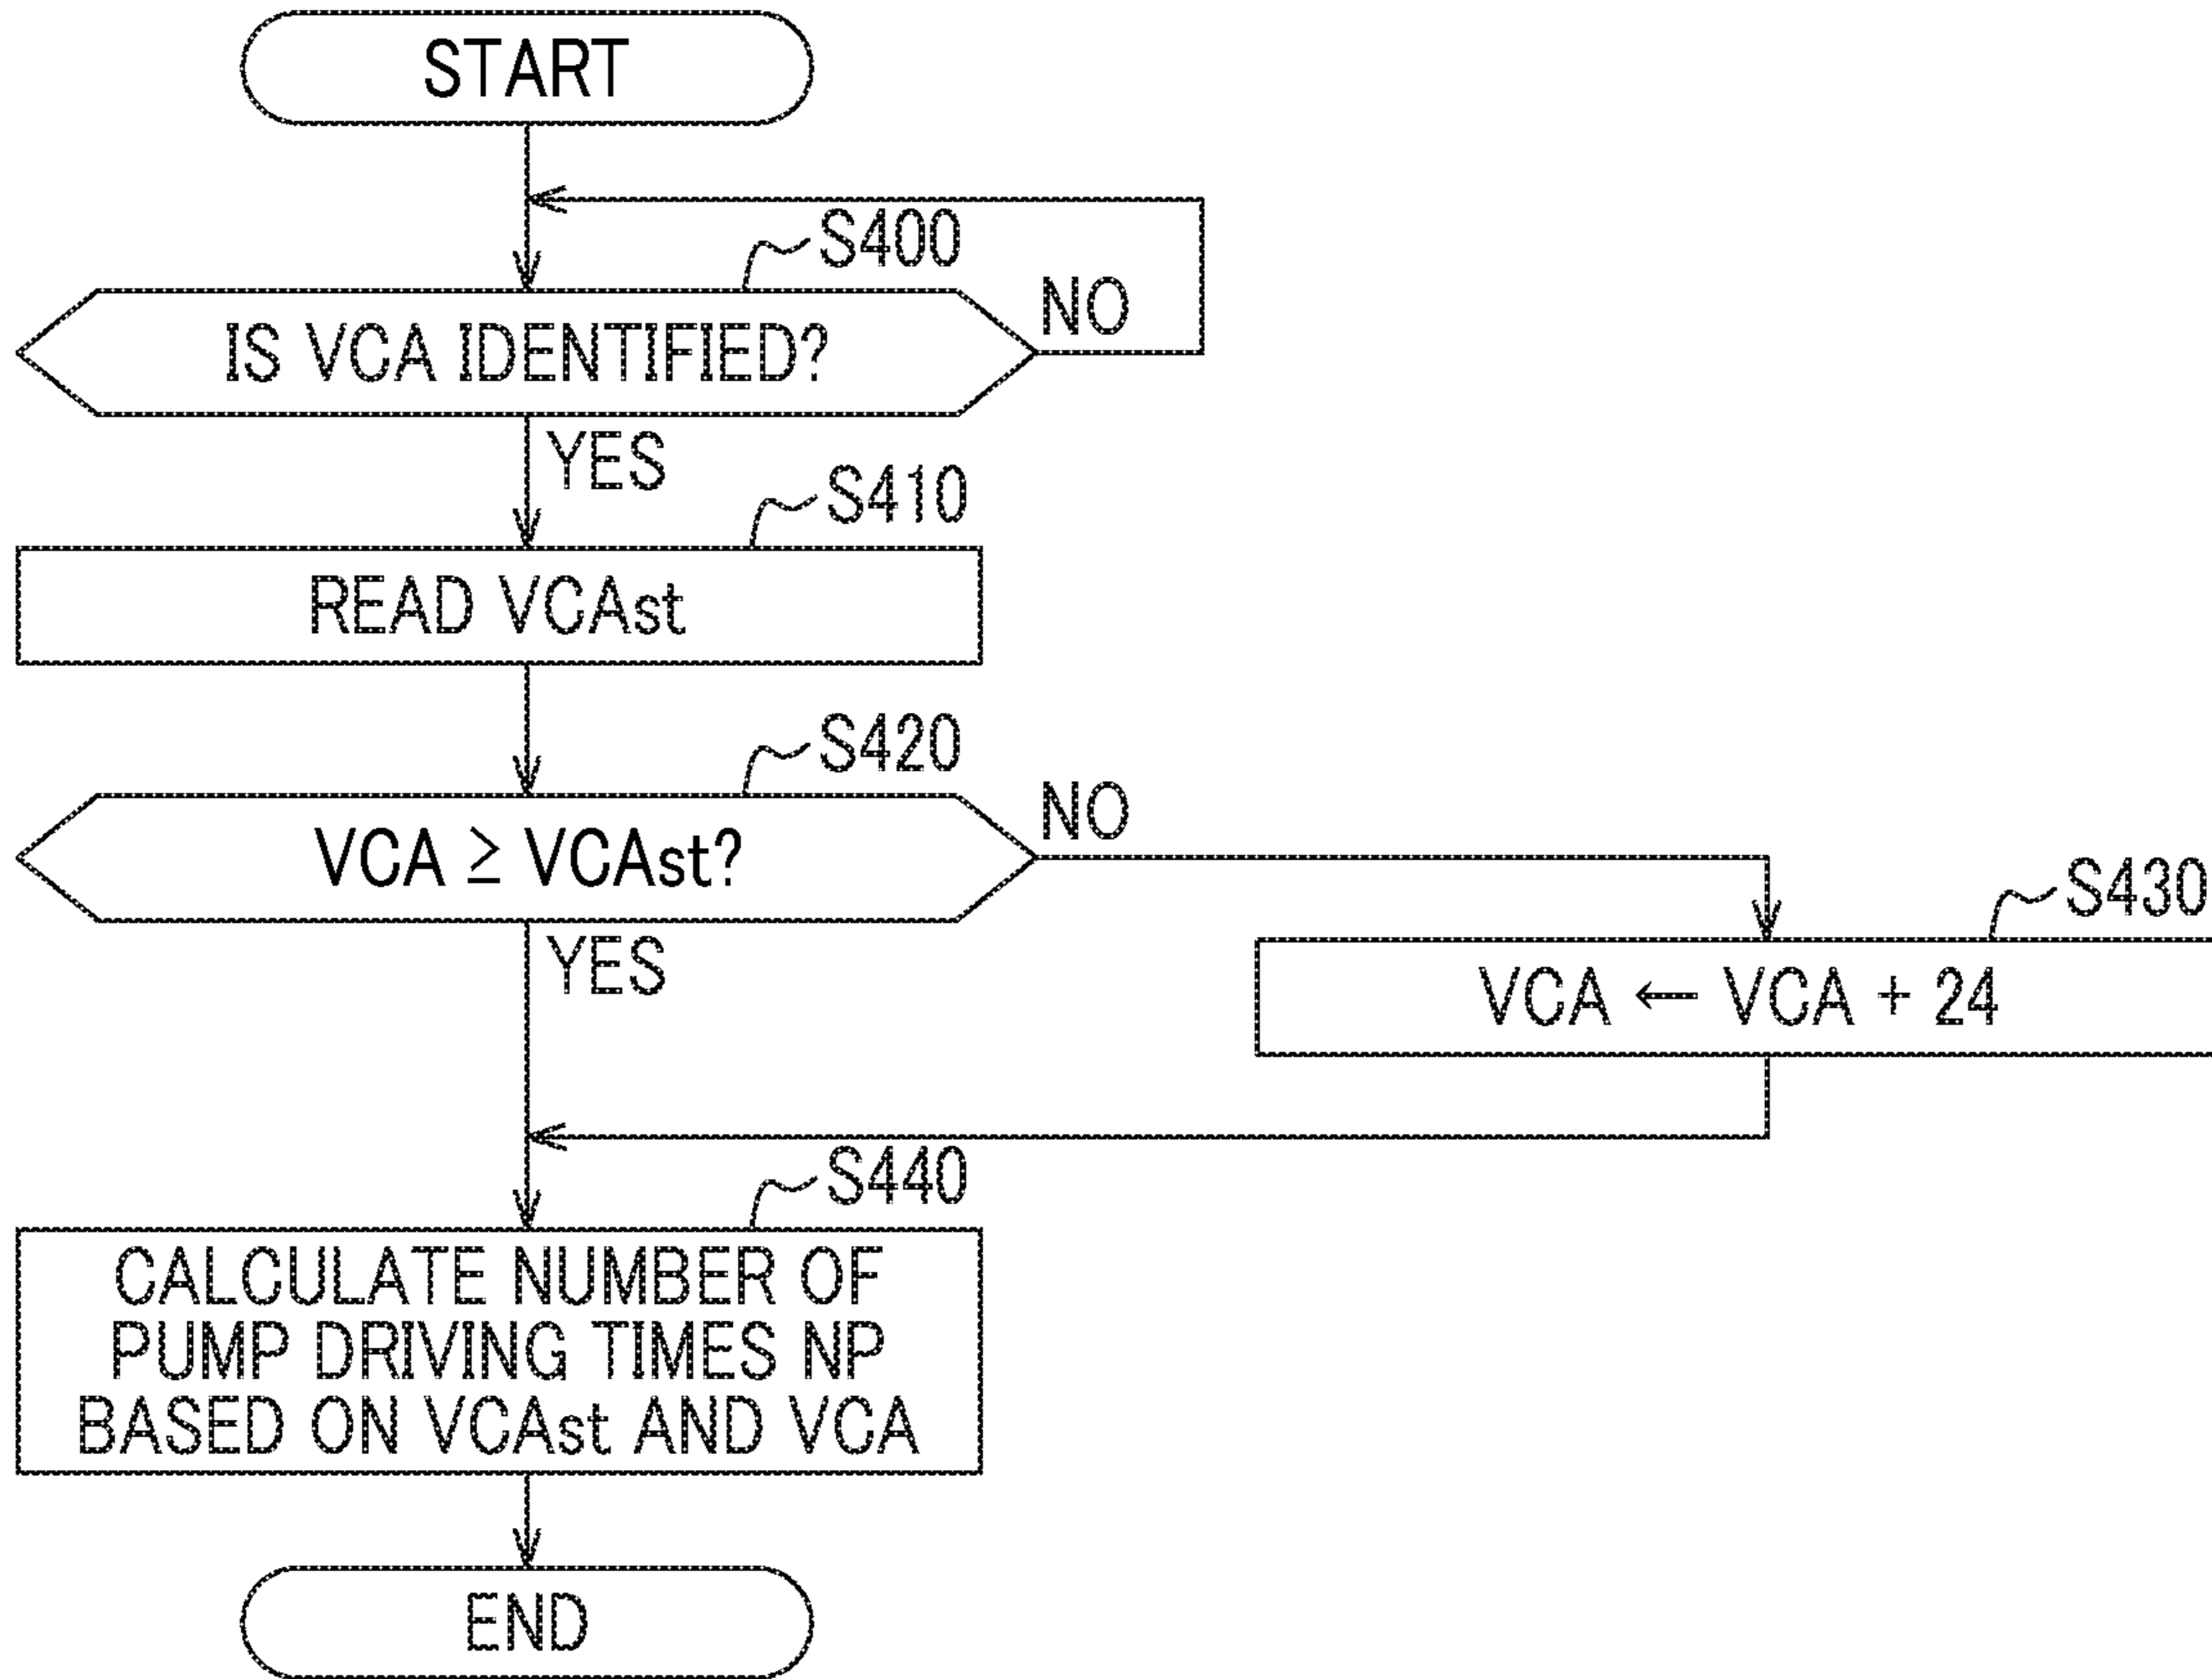 START
S400
IS VCA IDENTIFIED?
NO
YES
S410
READ VCAst
S420
VCA ≥ VCAst?
NO
YES
S430
VCA ← VCA + 24
S440
CALCULATE NUMBER OF
PUMP DRIVING TIMES NP
BASED ON VCAst AND VCA
END